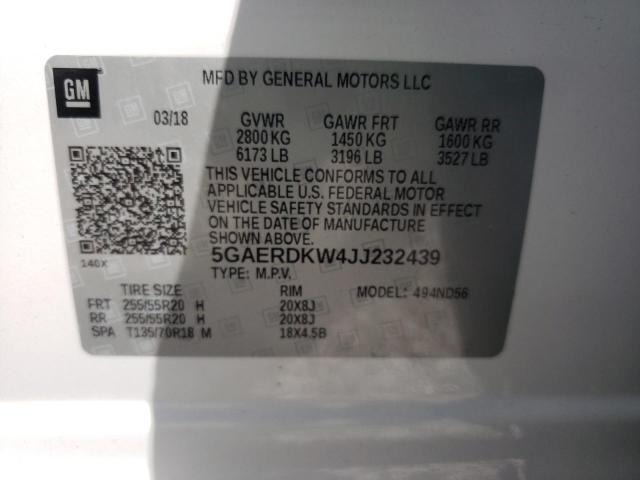 GM
MFD BY GENERAL MOTORS LLC
03/18 GVWR GAWR FRT GAWR RR
2800 KG 1450 KG 1600 KG
6173 LB 3196 LB 3527 LB
THIS VEHICLE CONFORMS TO ALL
APPLICABLE U.S. FEDERAL MOTOR
VEHICLE SAFETY STANDARDS IN EFFECT
ON THE DATE OF MANUFACTURE
SHOWN ABOVE.
5GAERDKW4JJ232439
140X
TYPE: M.P.V.
TIRE SIZE RIM MODEL: 494ND56
FRT 255/55R20 H 20X8J
RR 255/55R20 H 20X8J
SPA T135/70R18 M 18X4.5B